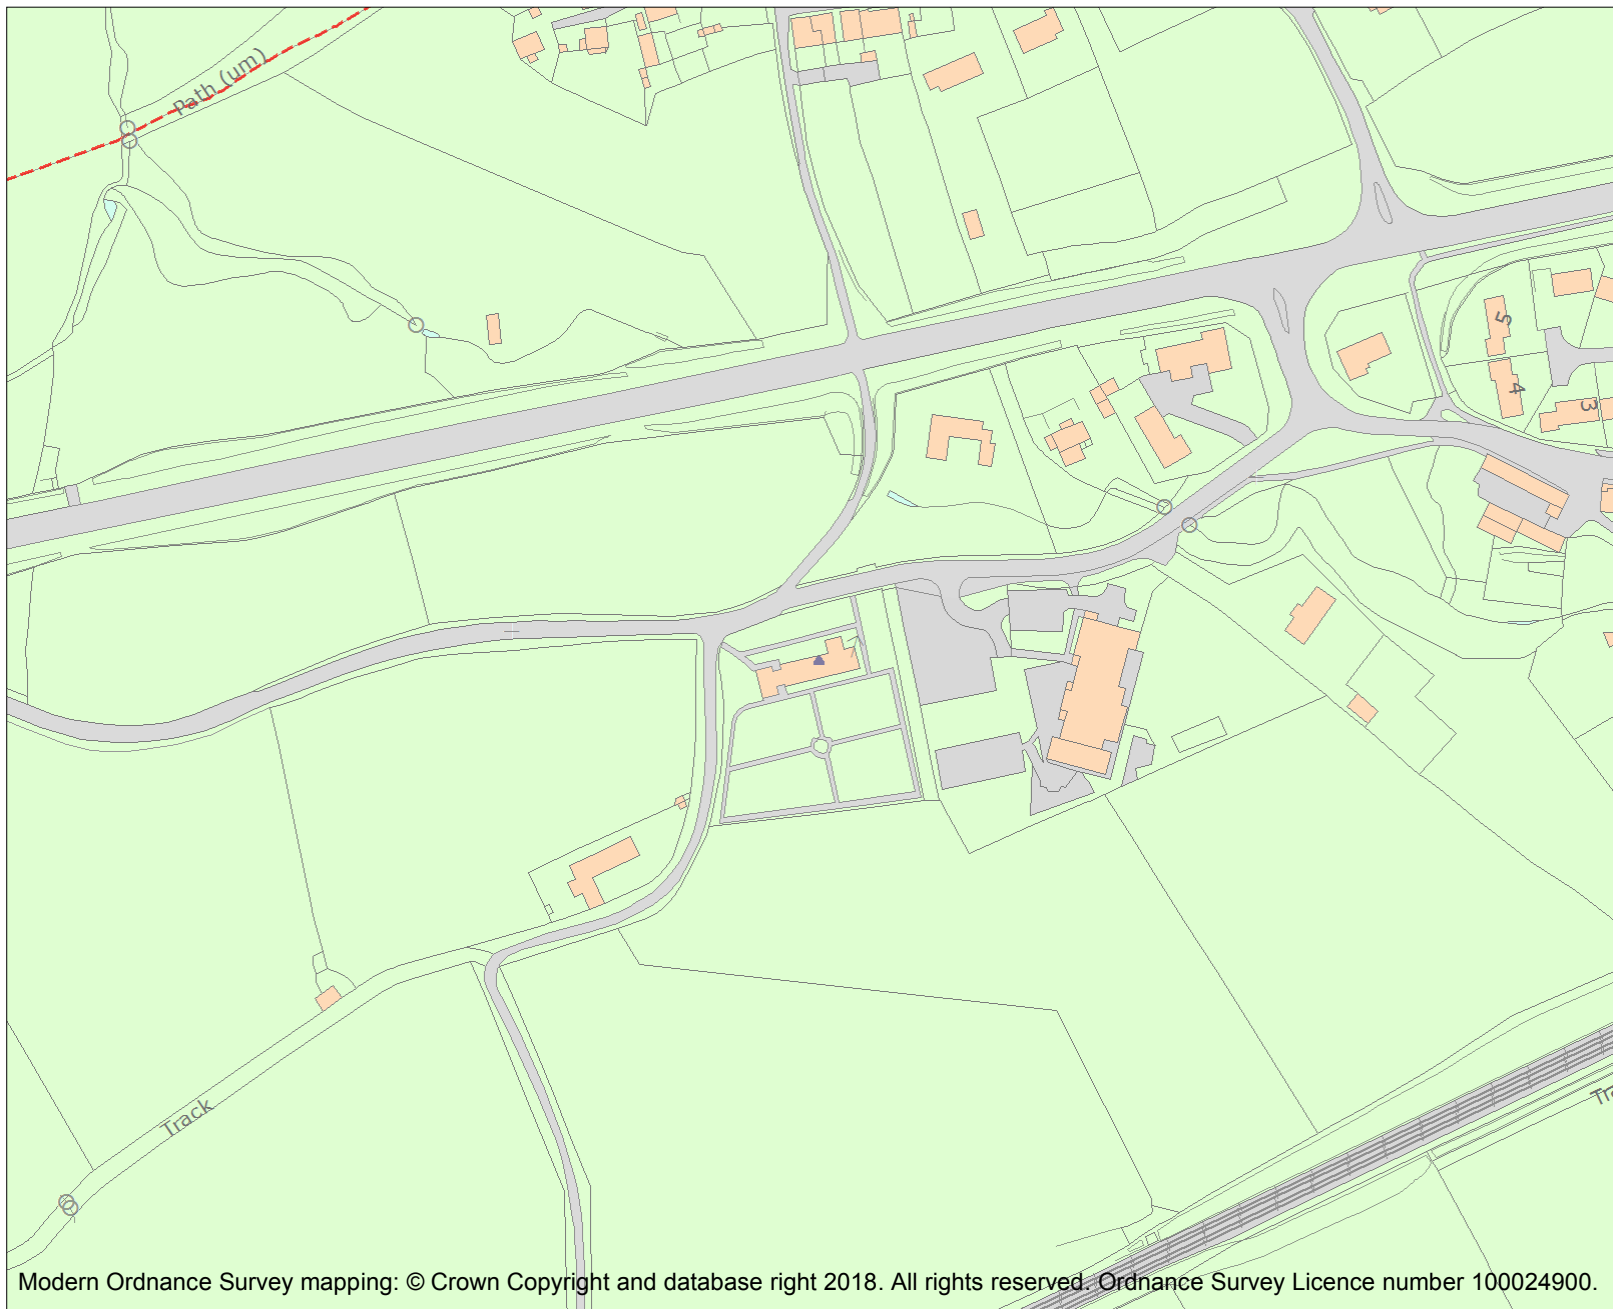 Path (um)
5
4
3
Track
Modern Ordnance Survey mapping: © Crown Copyright and database right 2018. All rights reserved. Ordnance Survey Licence number 100024900.